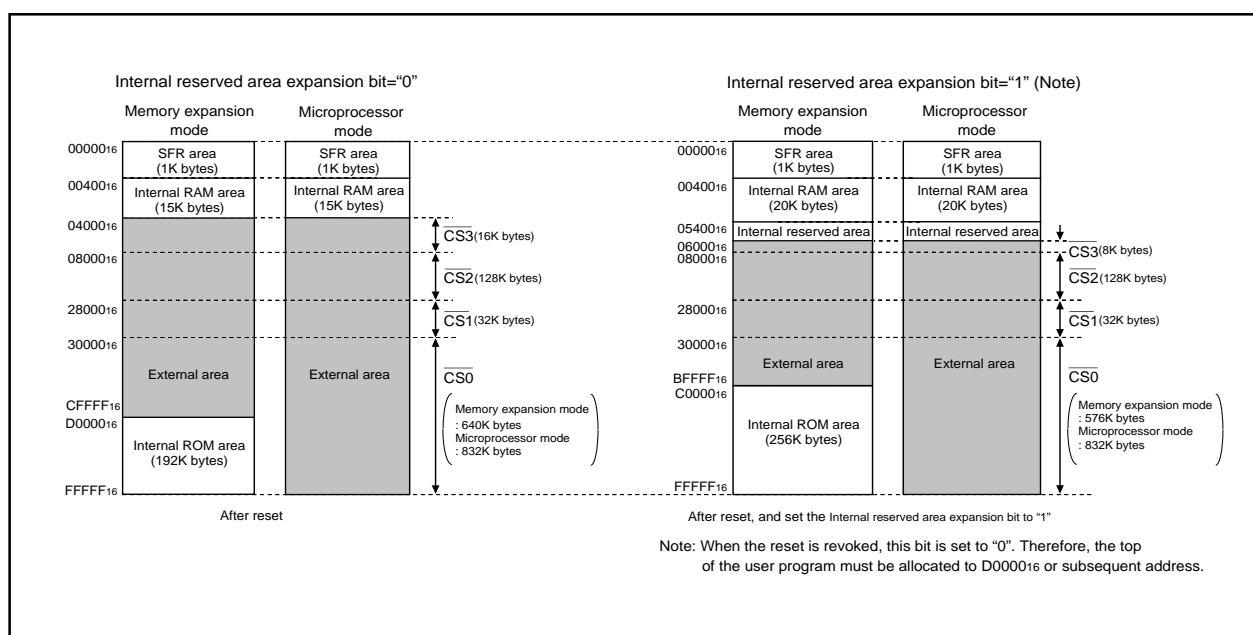 Internal reserved area expansion bit=“0”
Memory expansion
mode
Microprocessor
mode
0000016
0040016
0400016
0800016
2800016
3000016
CFFFF16
D000016
FFFFF16
SFR area
(1K bytes)
Internal RAM area
(15K bytes)
External area
Internal ROM area
(192K bytes)
SFR area
(1K bytes)
Internal RAM area
(15K bytes)
External area
CS3 (16K bytes)
CS2 (128K bytes)
CS1 (32K bytes)
CS0
Memory expansion mode
: 640K bytes
Microprocessor mode
: 832K bytes
After reset
Internal reserved area expansion bit=“1” (Note)
Memory expansion
mode
Microprocessor
mode
0000016
0040016
0540016
0600016
0800016
2800016
3000016
BFFFF16
C000016
FFFFF16
SFR area
(1K bytes)
Internal RAM area
(20K bytes)
Internal reserved area
External area
Internal ROM area
(256K bytes)
SFR area
(1K bytes)
Internal RAM area
(20K bytes)
Internal reserved area
External area
CS3 (8K bytes)
CS2 (128K bytes)
CS1 (32K bytes)
CS0
Memory expansion mode
: 576K bytes
Microprocessor mode
: 832K bytes
After reset, and set the Internal reserved area expansion bit to “1”
Note: When the reset is revoked, this bit is set to “0”. Therefore, the top
of the user program must be allocated to D000016 or subsequent address.